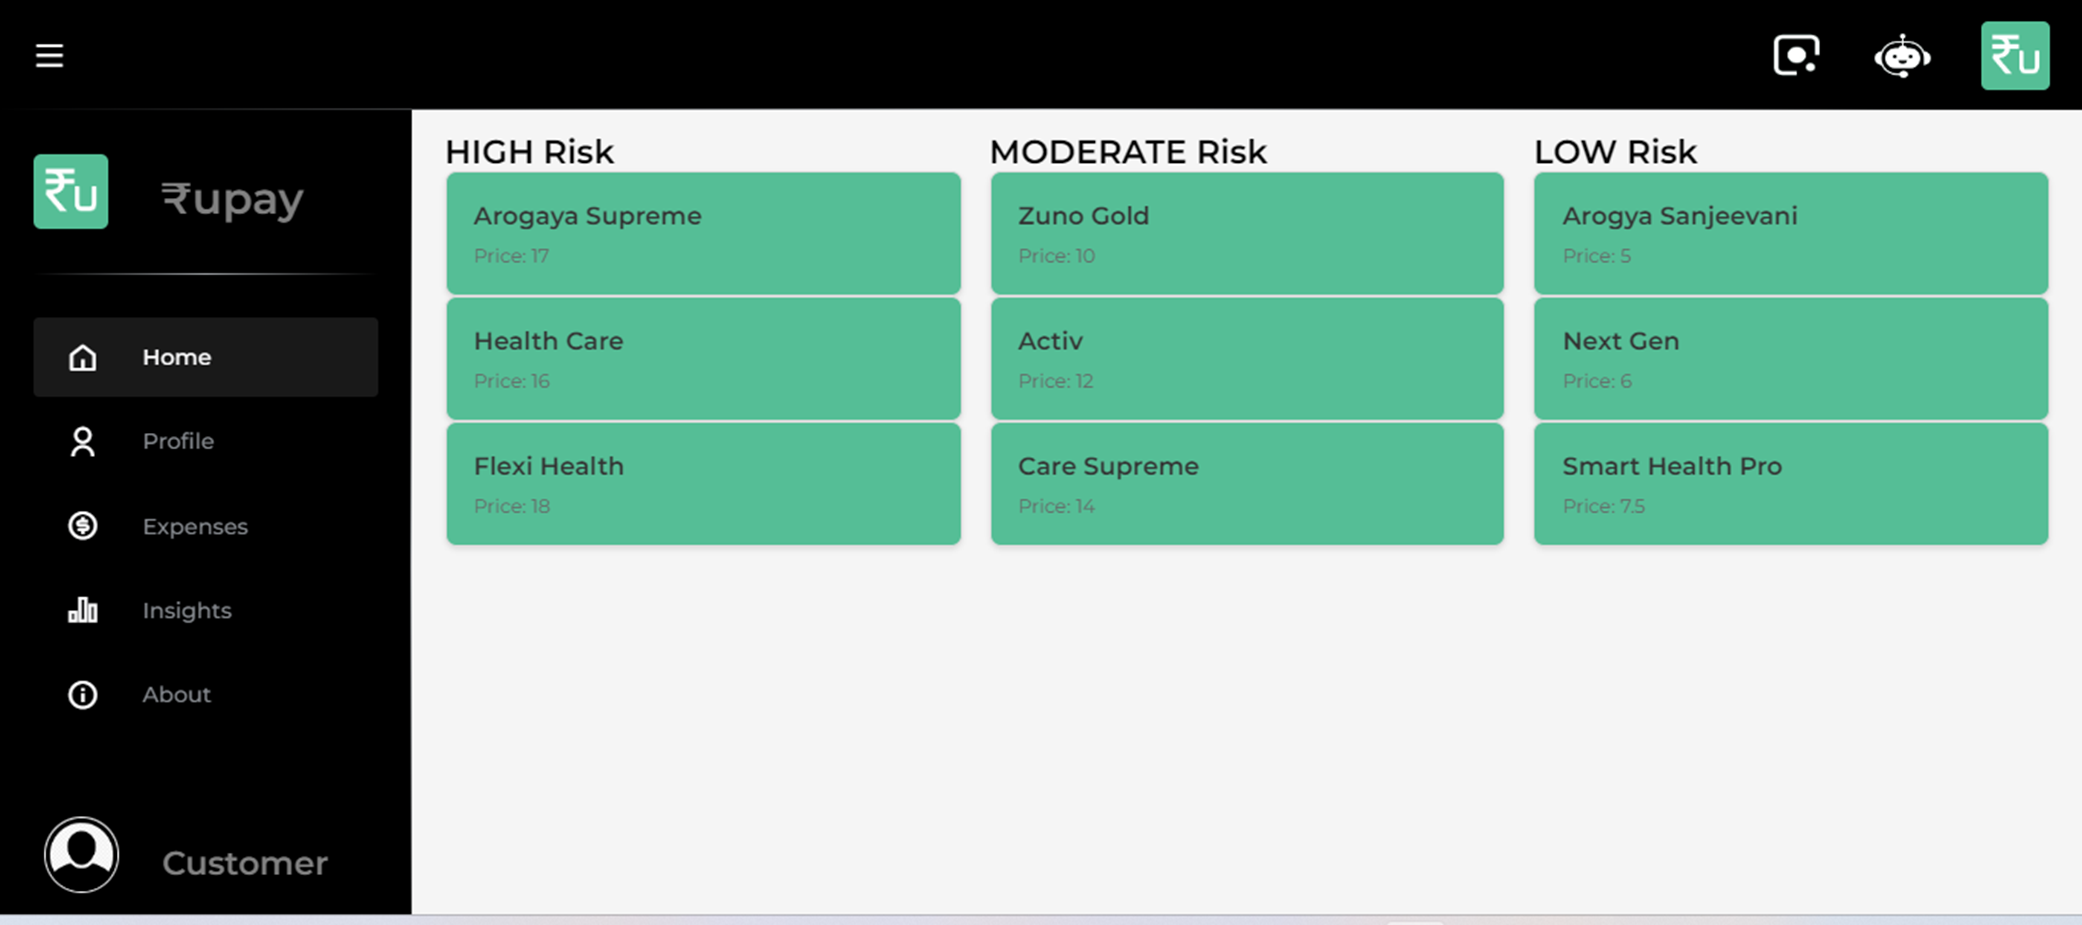 ₹u
₹u
₹upay
Home
Profile
Expenses
Insights
About
Customer
HIGH Risk
Arogaya Supreme
Price: 17
Health Care
Price: 16
Flexi Health
Price: 18
MODERATE Risk
Zuno Gold
Price: 10
Activ
Price: 12
Care Supreme
Price: 14
LOW Risk
Arogya Sanjeevani
Price: 5
Next Gen
Price: 6
Smart Health Pro
Price: 7.5